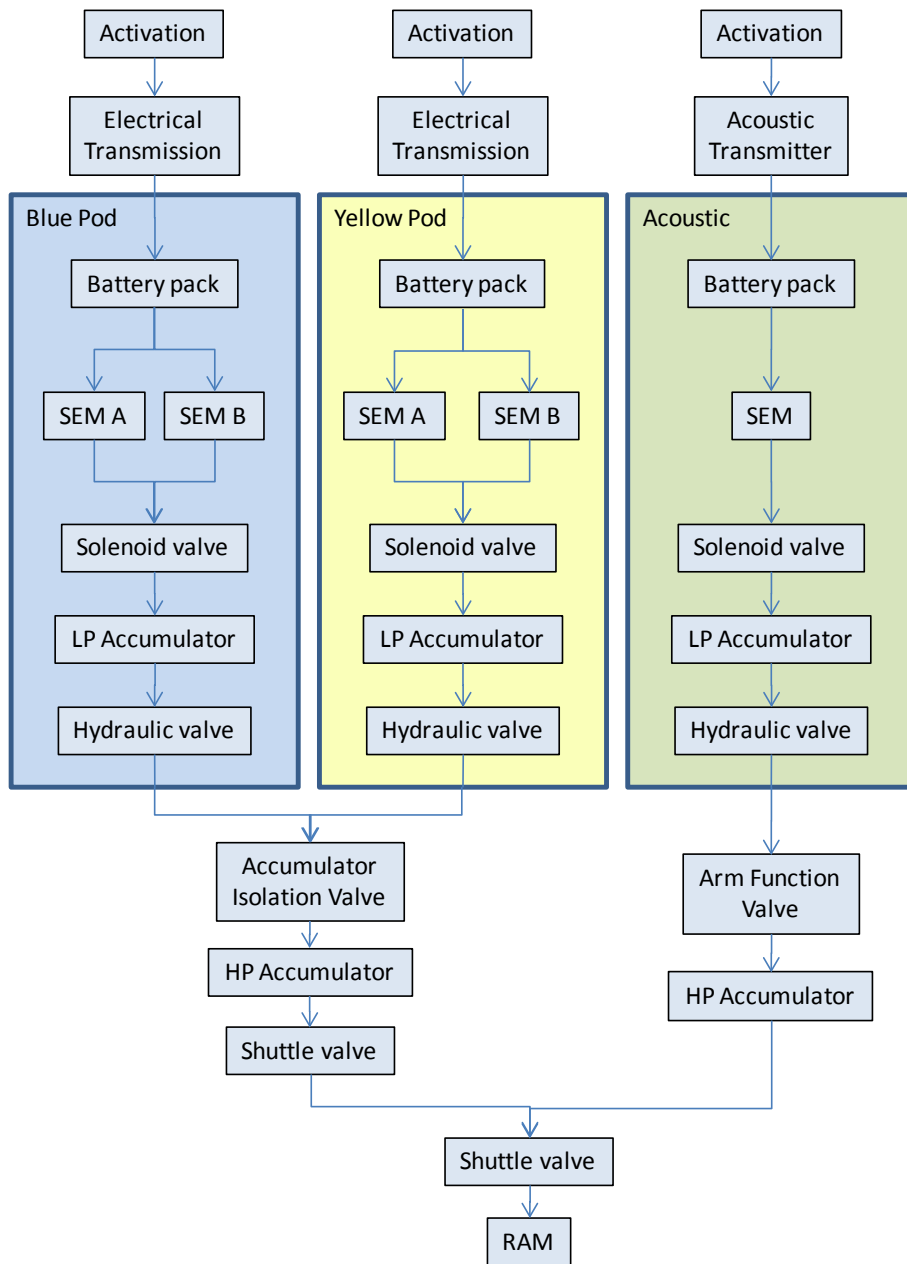 Activation
Activation
Activation
Electrical
Transmission
Electrical
Transmission
Acoustic
Transmitter
Blue Pod
Yellow Pod
Acoustic
Battery pack
Battery pack
Battery pack
SEM A
SEM B
SEM A
SEM B
SEM
Solenoid valve
Solenoid valve
Solenoid valve
LP Accumulator
LP Accumulator
LP Accumulator
Hydraulic valve
Hydraulic valve
Hydraulic valve
Accumulator
Isolation Valve
Arm Function
Valve
HP Accumulator
HP Accumulator
Shuttle valve
Shuttle valve
RAM